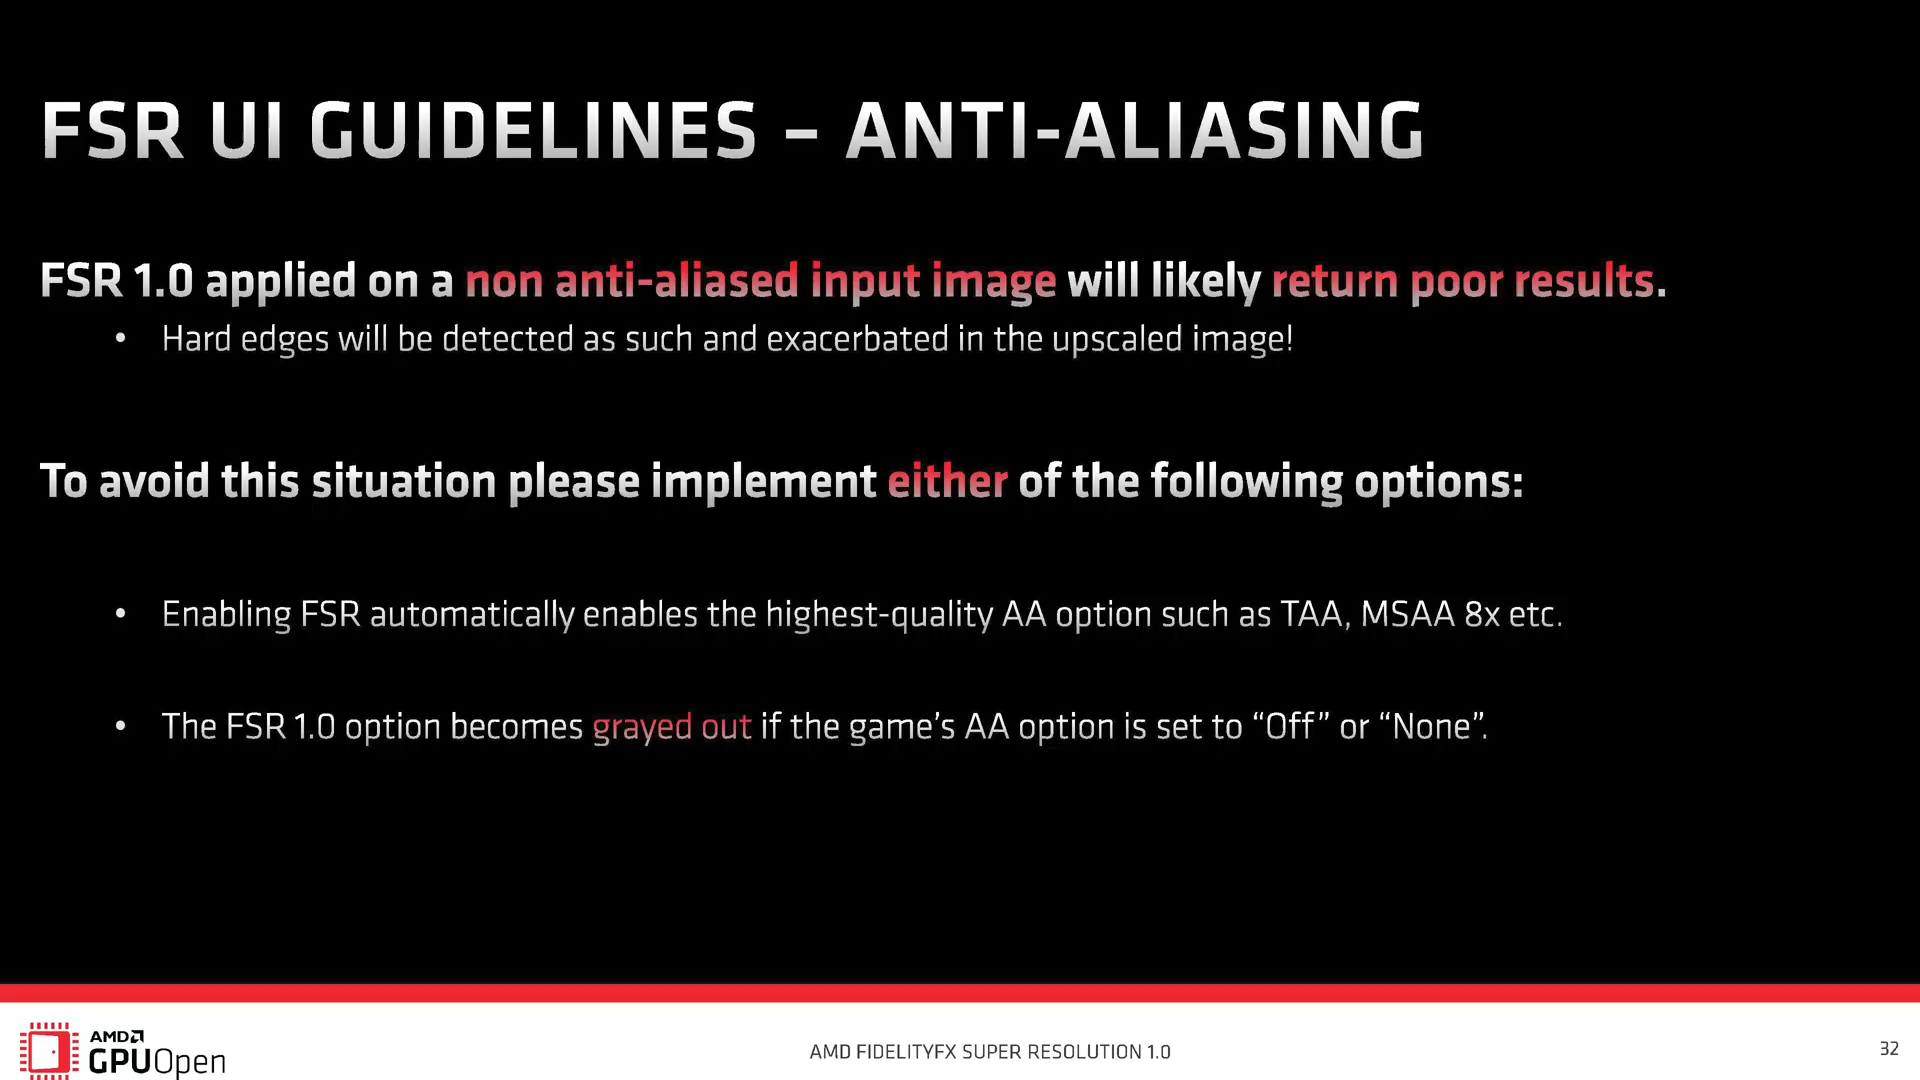 FSR UI GUIDELINES – ANTI-ALIASING
FSR 1.0 applied on a non anti-aliased input image will likely return poor results.
• Hard edges will be detected as such and exacerbated in the upscaled image!
To avoid this situation please implement either of the following options:
• Enabling FSR automatically enables the highest-quality AA option such as TAA, MSAA 8x etc.
• The FSR 1.0 option becomes grayed out if the game’s AA option is set to “Off” or “None”.
AMD
GPUOpen
AMD FIDELITYFX SUPER RESOLUTION 1.0
32